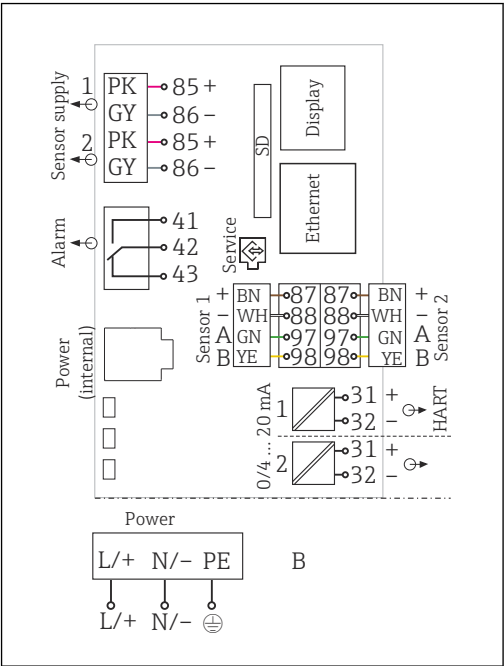 Sensor supply
1 PK 85 +
GY 86 −
2 PK 85 +
GY 86 −
Display
SD
Ethernet
Alarm
41
42
43
Service
Power
(internal)
Sensor 1
Sensor 2
+ BN 87 87 BN +
− WH 88 88 WH −
A GN 97 97 GN A
B YE 98 98 YE B
0/4 ... 20 mA
1 31 +
32 −
HART
2 31 +
32 −
Power
L/+ N/− PE
B
L/+ N/−